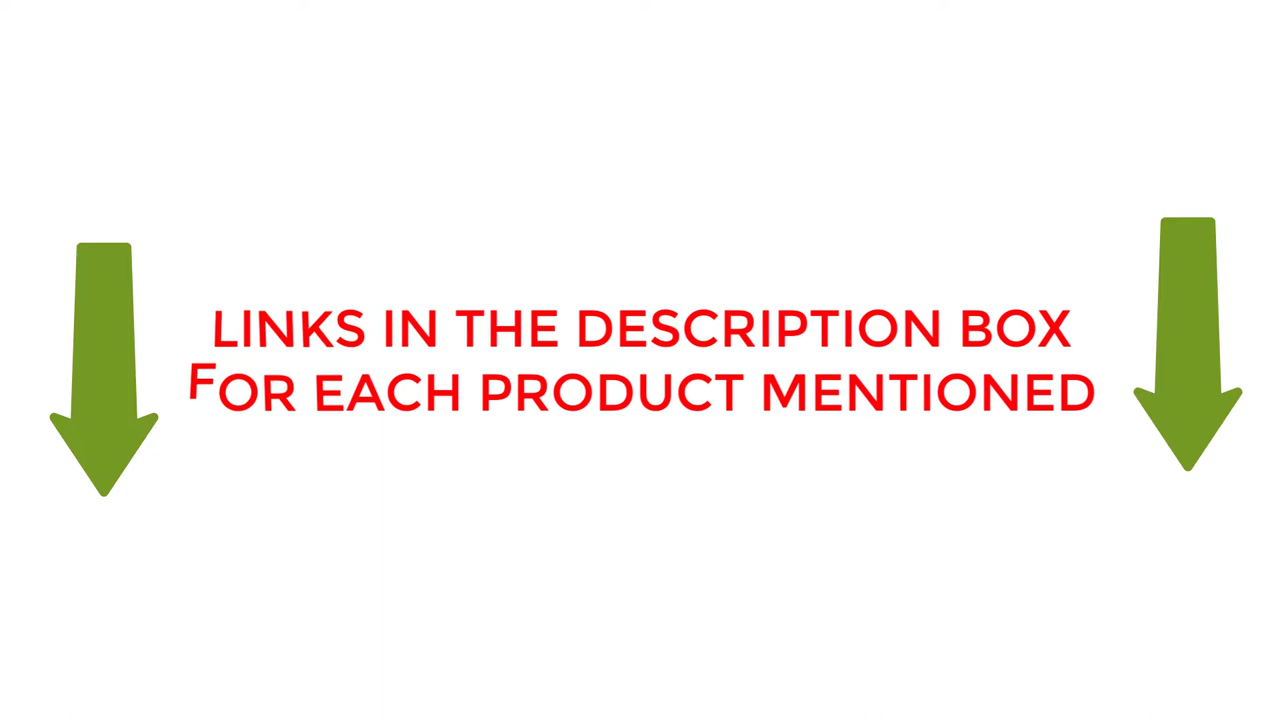 LINKS IN THE DESCRIPTION BOX
FOR EACH PRODUCT MENTIONED